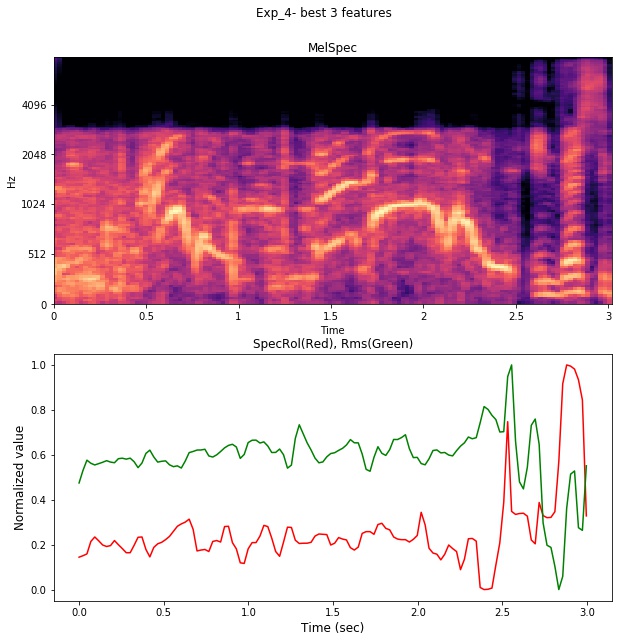 Exp_4- best 3 features
MelSpec
Hz
4096
2048
1024
512
0
0 0.5 1 1.5 2 2.5 3
Time
SpecRol(Red), Rms(Green)
Normalized value
1.0
0.8
0.6
0.4
0.2
0.0
0.0 0.5 1.0 1.5 2.0 2.5 3.0
Time (sec)